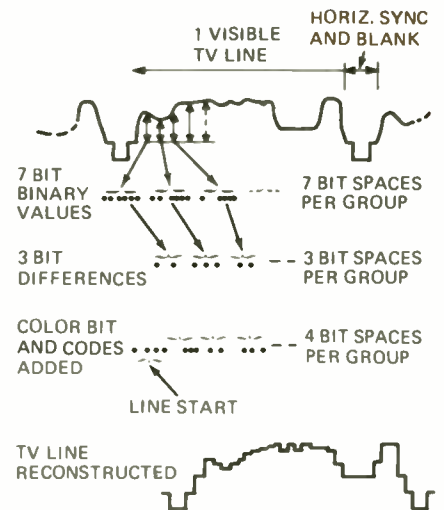 HORIZ. SYNC
AND BLANK
1 VISIBLE
TV LINE
7 BIT
BINARY
VALUES
7 BIT SPACES
PER GROUP
3 BIT
DIFFERENCES
3 BIT SPACES
PER GROUP
COLOR BIT
AND CODES
ADDED
4 BIT SPACES
PER GROUP
LINE START
TV LINE
RECONSTRUCTED